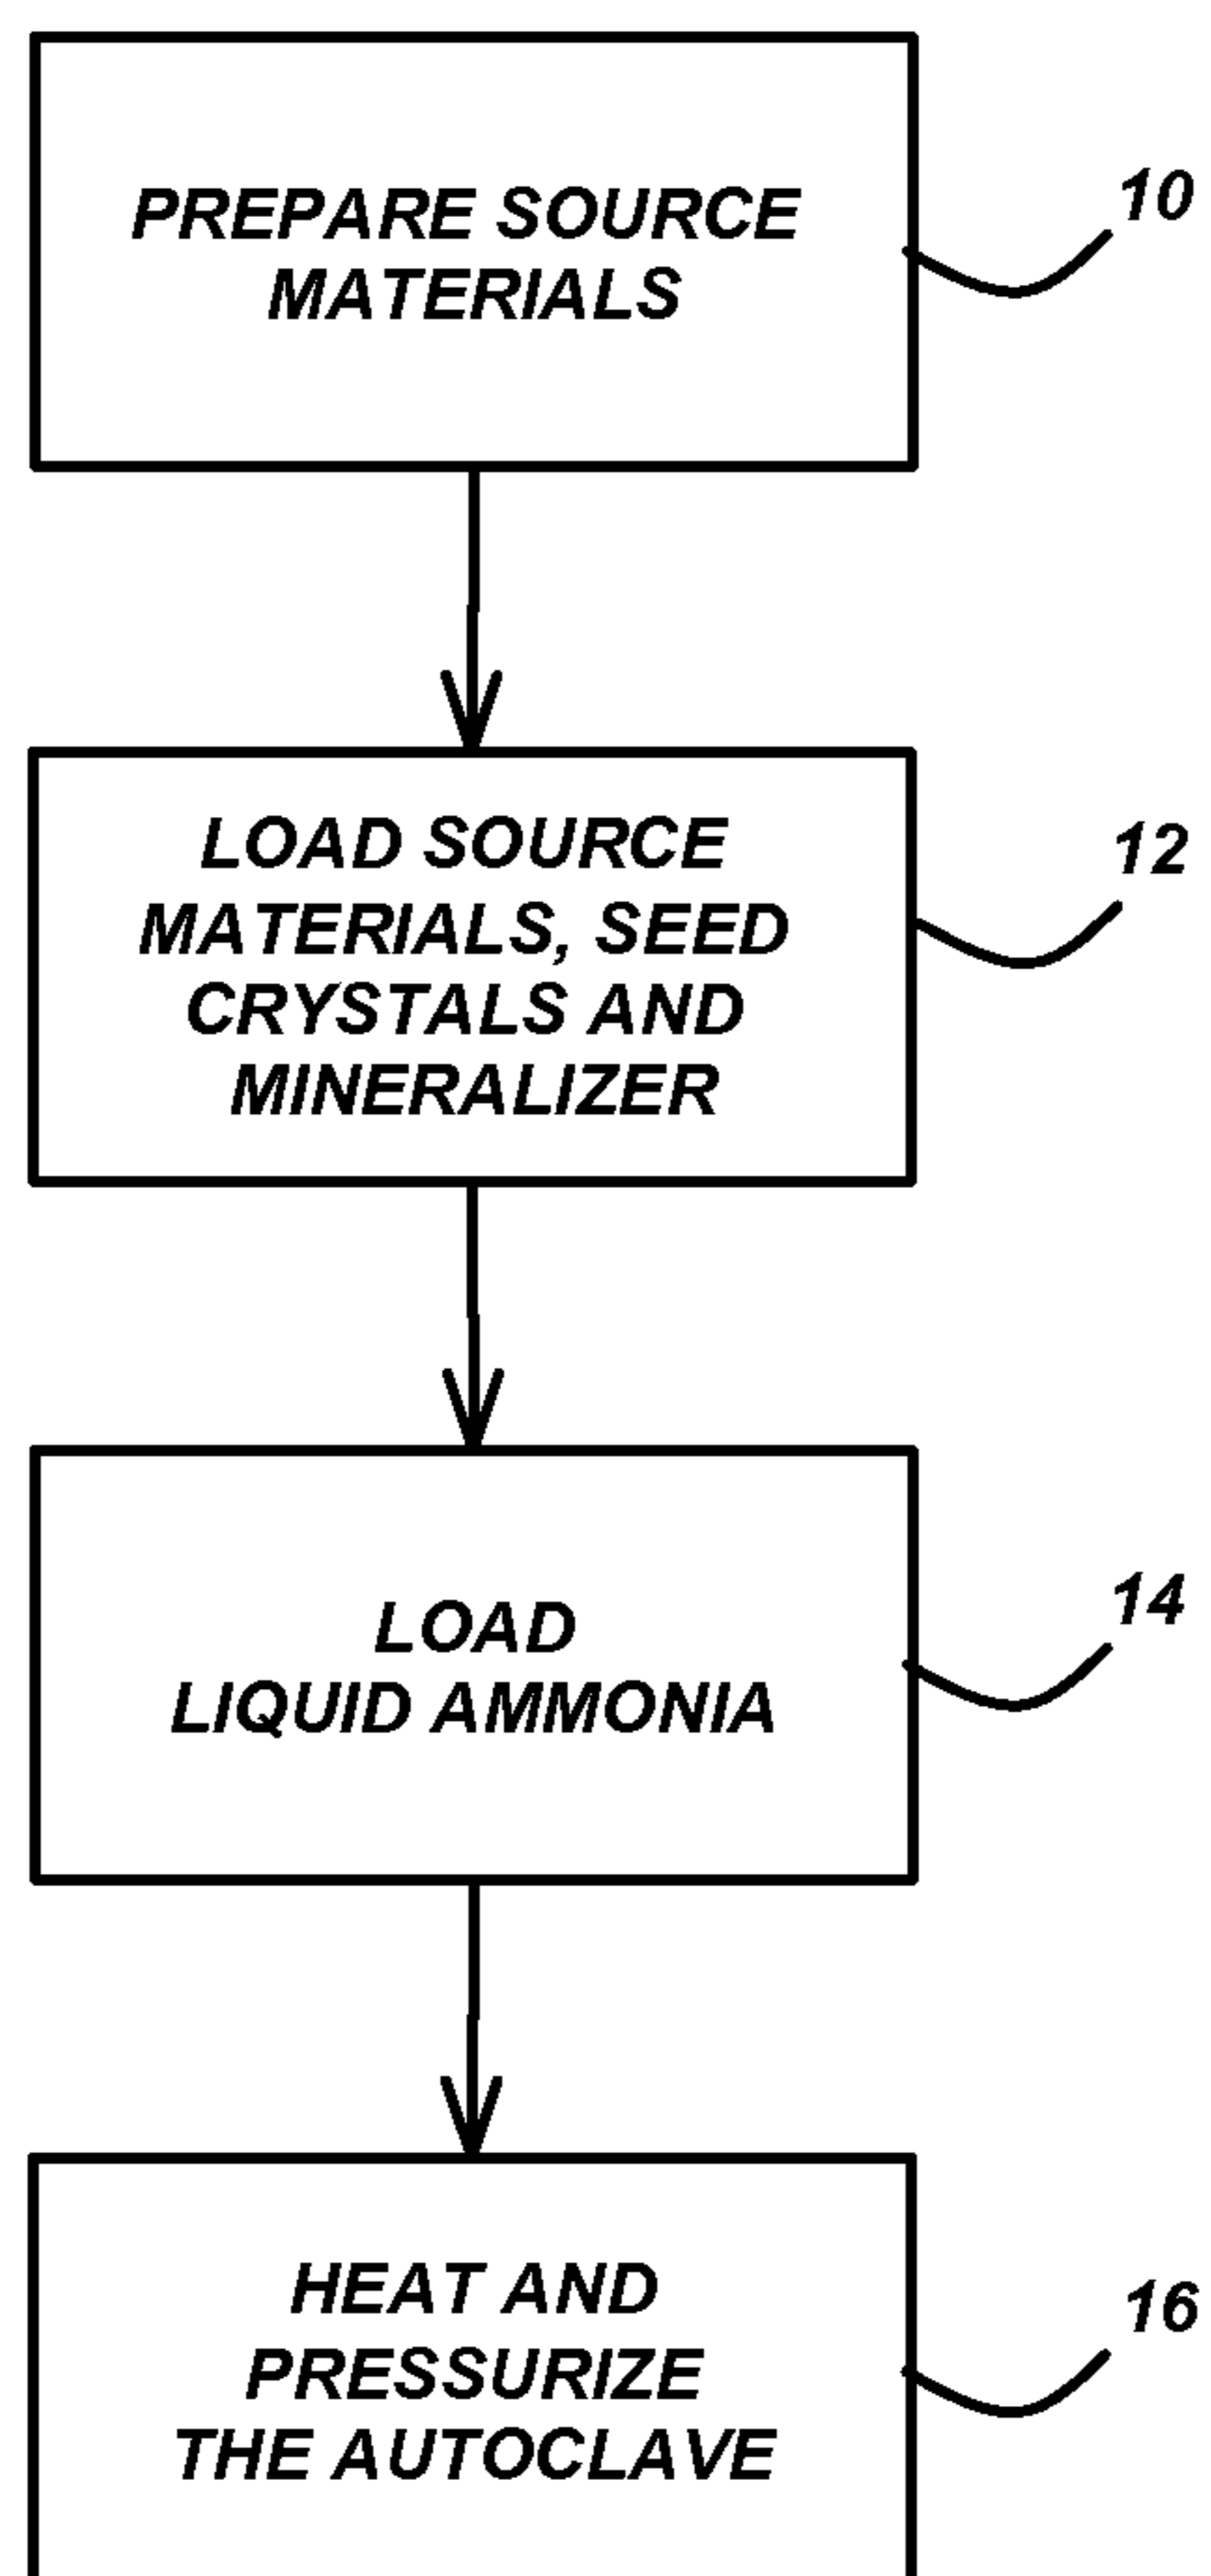 PREPARE SOURCE
MATERIALS
10
LOAD SOURCE
MATERIALS, SEED
CRYSTALS AND
MINERALIZER
12
LOAD
LIQUID AMMONIA
14
HEAT AND
PRESSURIZE
THE AUTOCLAVE
16